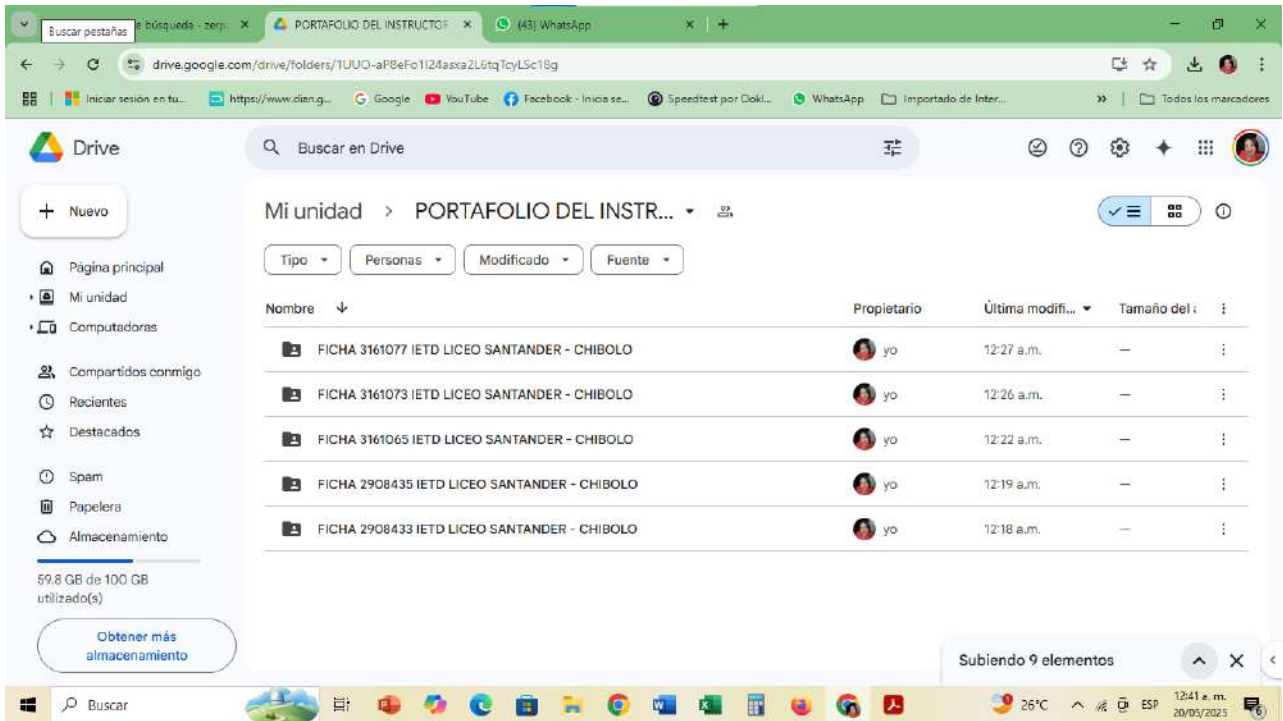 Buscar pestañas
e búsqueda - zerp
PORTAFOLIO DEL INSTRUCTOR
(43) WhatsApp
drive.google.com/drive/folders/
Iniciar sesión en tu...
https://www.dian.g...
Google
YouTube
Facebook - Inicia se...
Speedtest por Ookl...
WhatsApp
Importado de Inter...
Todos los marcadores
Drive
Buscar en Drive
Nuevo
Mi unidad > PORTAFOLIO DEL INSTR...
Tipo
Personas
Modificado
Fuente
Página principal
Mi unidad
Computadoras
Compartidos conmigo
Recientes
Destacados
Spam
Papelera
Almacenamiento
59.8 GB de 100 GB
utilizado(s)
Obtener más
almacenamiento
Nombre Propietario Última modifi... Tamaño del
FICHA 3161077 IETD LICEO SANTANDER - CHIBOLO yo 12:27 a.m. —
FICHA 3161073 IETD LICEO SANTANDER - CHIBOLO yo 12:26 a.m. —
FICHA 3161065 IETD LICEO SANTANDER - CHIBOLO yo 12:22 a.m. —
FICHA 2908435 IETD LICEO SANTANDER - CHIBOLO yo 12:19 a.m. —
FICHA 2908433 IETD LICEO SANTANDER - CHIBOLO yo 12:18 a.m. —
Subiendo 9 elementos
Buscar
26°C
ESP
12:41 a. m.
20/05/2025